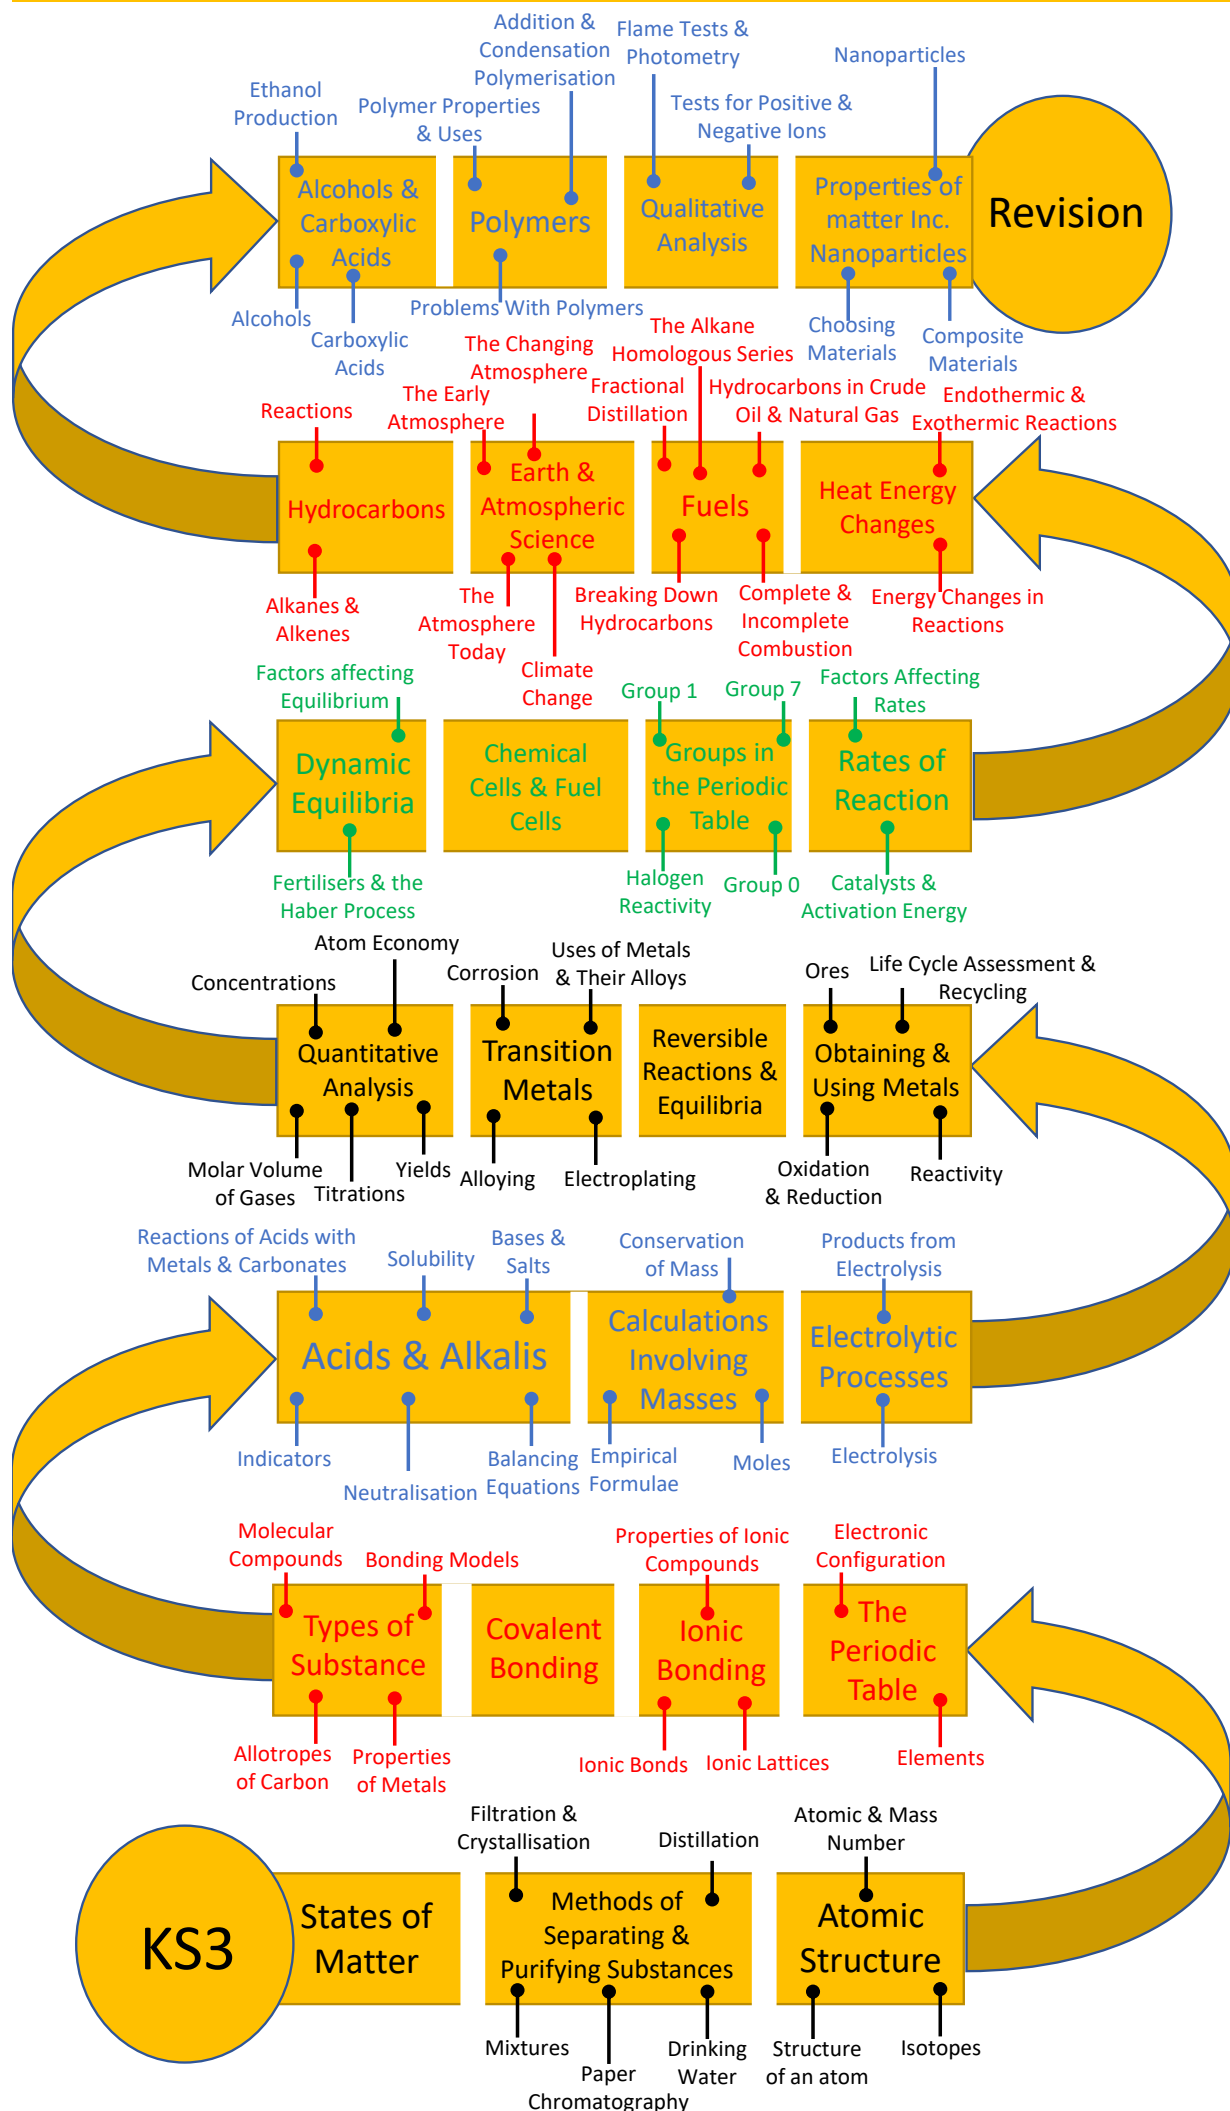 Addition &
Condensation
Polymerisation
Flame Tests &
Photometry
Nanoparticles
Ethanol
Production
Polymer Properties
& Uses
Tests for Positive &
Negative Ions
Alcohols &
Carboxylic
Acids
Polymers
Qualitative
Analysis
Properties of
matter Inc.
Nanoparticles
Revision
Alcohols
Carboxylic
Acids
Problems With Polymers
Choosing
Materials
Composite
Materials
Reactions
The Early
Atmosphere
The Changing
Atmosphere
Fractional
Distillation
The Alkane
Homologous Series
Hydrocarbons in Crude
Oil & Natural Gas
Endothermic &
Exothermic Reactions
Hydrocarbons
Earth &
Atmospheric
Science
Fuels
Heat Energy
Changes
Alkanes &
Alkenes
The
Atmosphere
Today
Climate
Change
Breaking Down
Hydrocarbons
Complete &
Incomplete
Combustion
Energy Changes in
Reactions
Factors affecting
Equilibrium
Group 1
Group 7
Factors Affecting
Rates
Dynamic
Equilibria
Chemical
Cells & Fuel
Cells
Groups in
the Periodic
Table
Rates of
Reaction
Fertilisers & the
Haber Process
Halogen
Reactivity
Group 0
Catalysts &
Activation Energy
Concentrations
Atom Economy
Corrosion
Uses of Metals
& Their Alloys
Ores
Life Cycle Assessment &
Recycling
Quantitative
Analysis
Transition
Metals
Reversible
Reactions &
Equilibria
Obtaining &
Using Metals
Molar Volume
of Gases
Titrations
Yields
Alloying
Electroplating
Oxidation
& Reduction
Reactivity
Reactions of Acids with
Metals & Carbonates
Solubility
Bases &
Salts
Conservation
of Mass
Products from
Electrolysis
Acids & Alkalis
Calculations
Involving
Masses
Electrolytic
Processes
Indicators
Neutralisation
Balancing
Equations
Empirical
Formulae
Moles
Electrolysis
Molecular
Compounds
Bonding Models
Properties of Ionic
Compounds
Electronic
Configuration
Types of
Substance
Covalent
Bonding
Ionic
Bonding
The
Periodic
Table
Allotropes
of Carbon
Properties
of Metals
Ionic Bonds
Ionic Lattices
Elements
Filtration &
Crystallisation
Distillation
Atomic & Mass
Number
KS3
States of
Matter
Methods of
Separating &
Purifying Substances
Atomic
Structure
Mixtures
Paper
Chromatography
Drinking
Water
Structure
of an atom
Isotopes